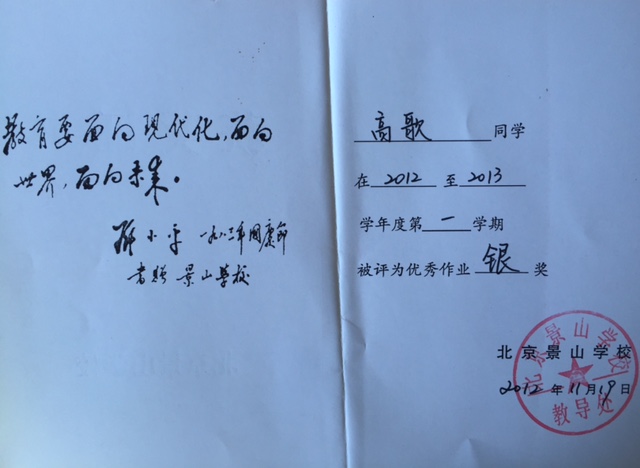 教育要面向现代化,面向
世界,面向未来。
邓小平 一九八三年国庆节
书赠 景山学校
高歌 同学
在 2012 至 2013
学年度第 一 学期
被评为优秀作业 银 奖
北京景山学校
2012 年 11 月 19 日
北京景山学校
教导处